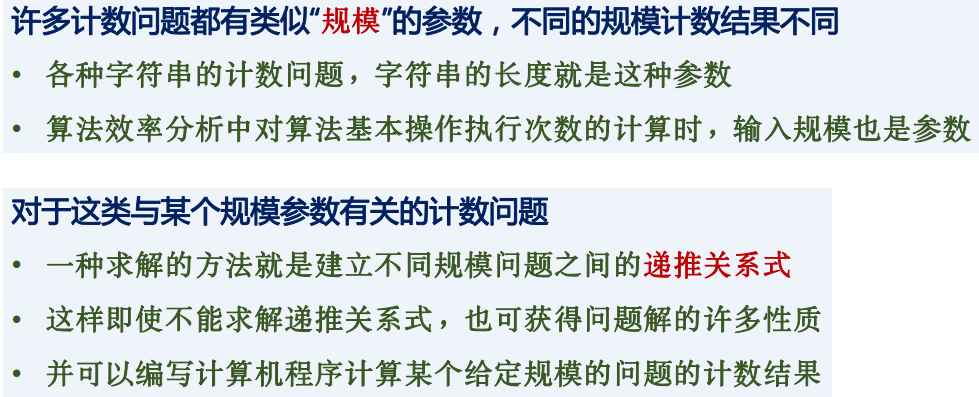 许多计数问题都有类似“规模”的参数，不同的规模计数结果不同
• 各种字符串的计数问题，字符串的长度就是这种参数
• 算法效率分析中对算法基本操作执行次数的计算时，输入规模也是参数
对于这类与某个规模参数有关的计数问题
• 一种求解的方法就是建立不同规模问题之间的递推关系式
• 这样即使不能求解递推关系式，也可获得问题解的许多性质
• 并可以编写计算机程序计算某个给定规模的问题的计数结果